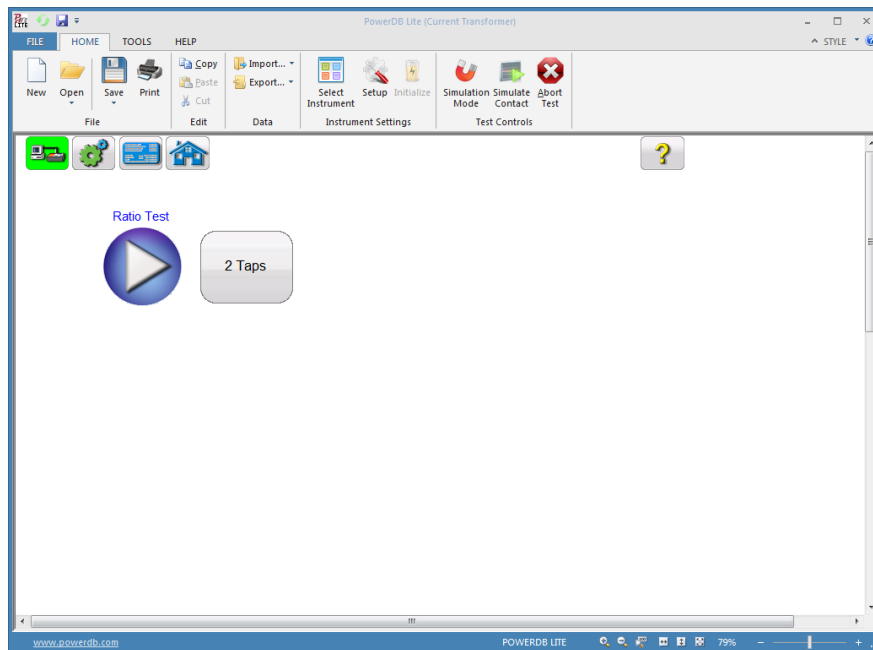 PowerDB Lite (Current Transformer)
FILE HOME TOOLS HELP STYLE
New Open Save Print
Copy
Paste
Cut
Import...
Export...
Select Instrument Setup Initialize
Simulation Mode Simulate Contact Abort Test
File Edit Data Instrument Settings Test Controls
?
Ratio Test
2 Taps
www.powerdb.com POWERDB LITE 79%